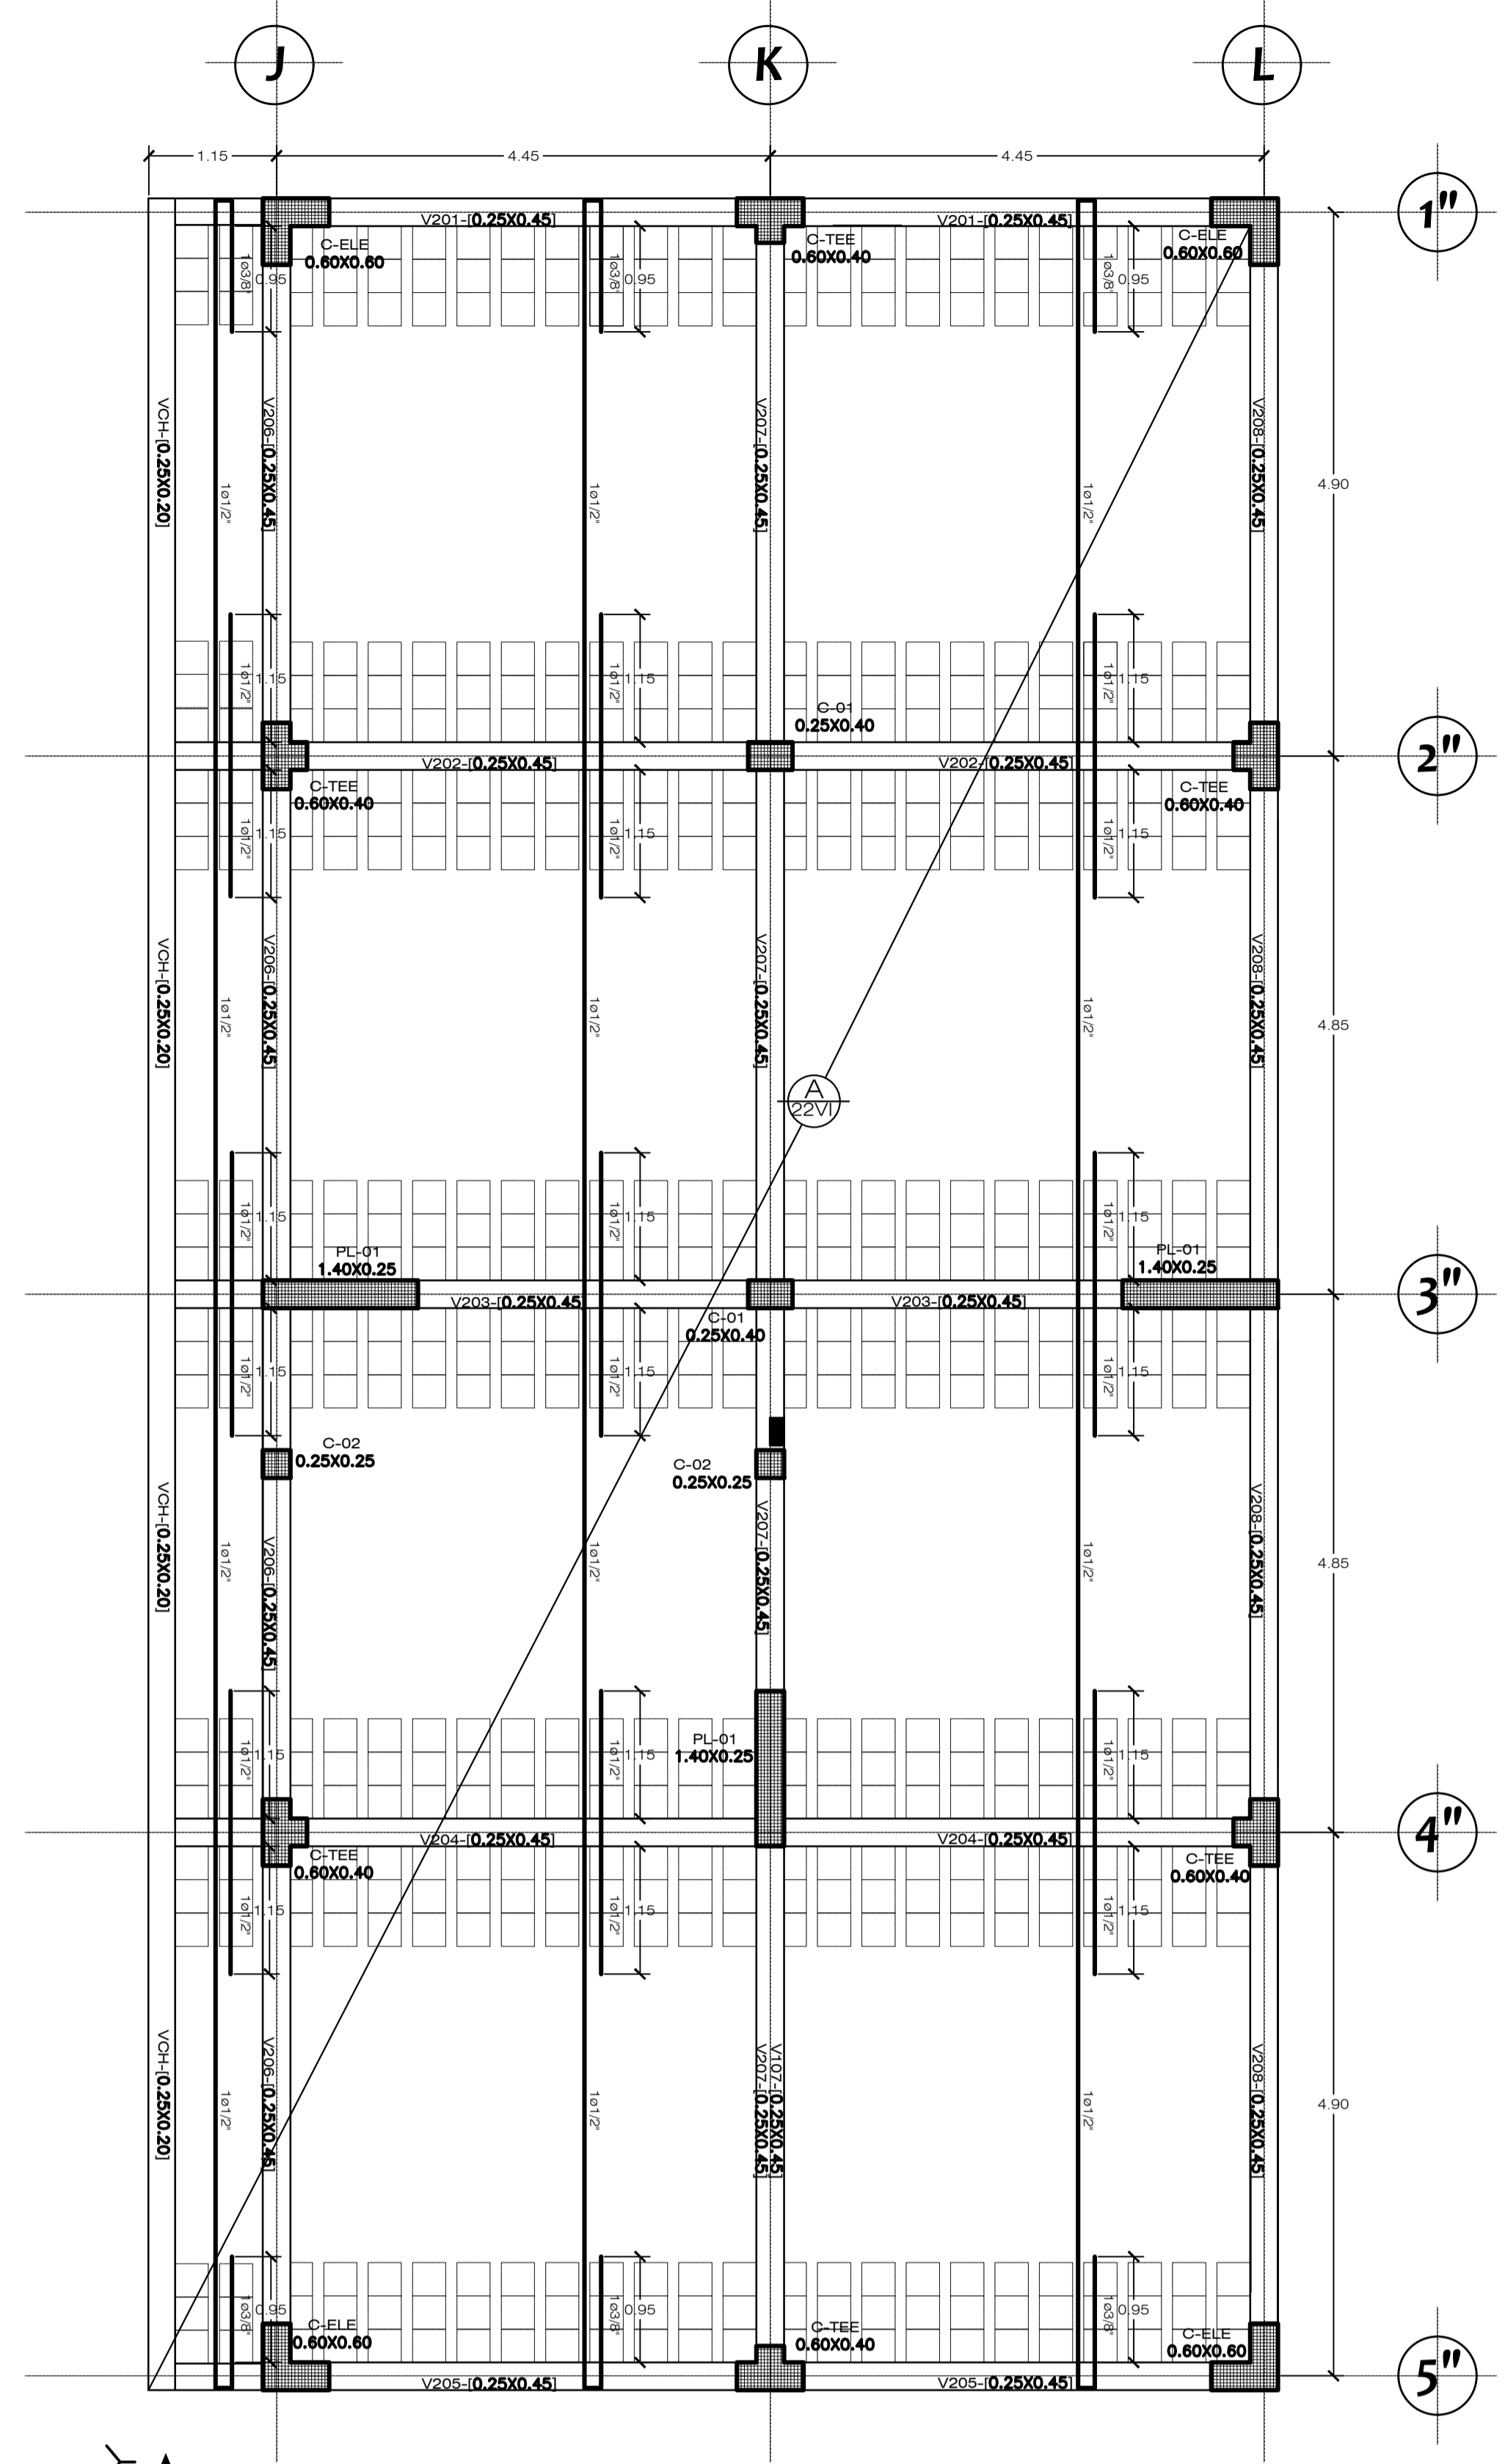 J
K
L
1.15
4.45
4.45
1"
V201-[0.25X0.45]
V201-[0.25X0.45]
C-ELE
0.60X0.60
C-TEE
0.60X0.40
C-ELE
0.60X0.60
1ø3/8"
0.95
1ø3/8"
0.95
1ø3/8"
0.95
VCH-[0.25X0.20]
1ø1/2"
V206-[0.25X0.45]
1ø1/2"
V207-[0.25X0.45]
1ø1/2"
V208-[0.25X0.45]
4.90
1ø1/2"
1.15
1ø1/2"
1.15
1ø1/2"
1.15
C-01
0.25X0.40
2"
V202-[0.25X0.45]
V202-[0.25X0.45]
C-TEE
0.60X0.40
C-TEE
0.60X0.40
1ø1/2"
1.15
1ø1/2"
1.15
1ø1/2"
1.15
VCH-[0.25X0.20]
1ø1/2"
V206-[0.25X0.45]
1ø1/2"
V207-[0.25X0.45]
1ø1/2"
V208-[0.25X0.45]
4.85
A
22VI
1ø1/2"
1.15
1ø1/2"
1.15
1ø1/2"
1.15
PL-01
1.40X0.25
PL-01
1.40X0.25
3"
V203-[0.25X0.45]
V203-[0.25X0.45]
C-01
0.25X0.40
1ø1/2"
1.15
1ø1/2"
1.15
1ø1/2"
1.15
C-02
0.25X0.25
C-02
0.25X0.25
VCH-[0.25X0.20]
1ø1/2"
V206-[0.25X0.45]
1ø1/2"
V207-[0.25X0.45]
1ø1/2"
V208-[0.25X0.45]
4.85
1ø1/2"
1.15
1ø1/2"
1.15
PL-01
1.40X0.25
1ø1/2"
1.15
4"
V204-[0.25X0.45]
V204-[0.25X0.45]
C-TEE
0.60X0.40
C-TEE
0.60X0.40
1ø1/2"
1.15
1ø1/2"
1.15
1ø1/2"
1.15
VCH-[0.25X0.20]
1ø1/2"
V206-[0.25X0.45]
1ø1/2"
V207-[0.25X0.45]
V107-[0.25X0.45]
1ø1/2"
V208-[0.25X0.45]
4.90
1ø3/8"
0.95
1ø3/8"
0.95
1ø3/8"
0.95
C-ELE
0.60X0.60
C-TEE
0.60X0.40
C-ELE
0.60X0.60
5"
V205-[0.25X0.45]
V205-[0.25X0.45]